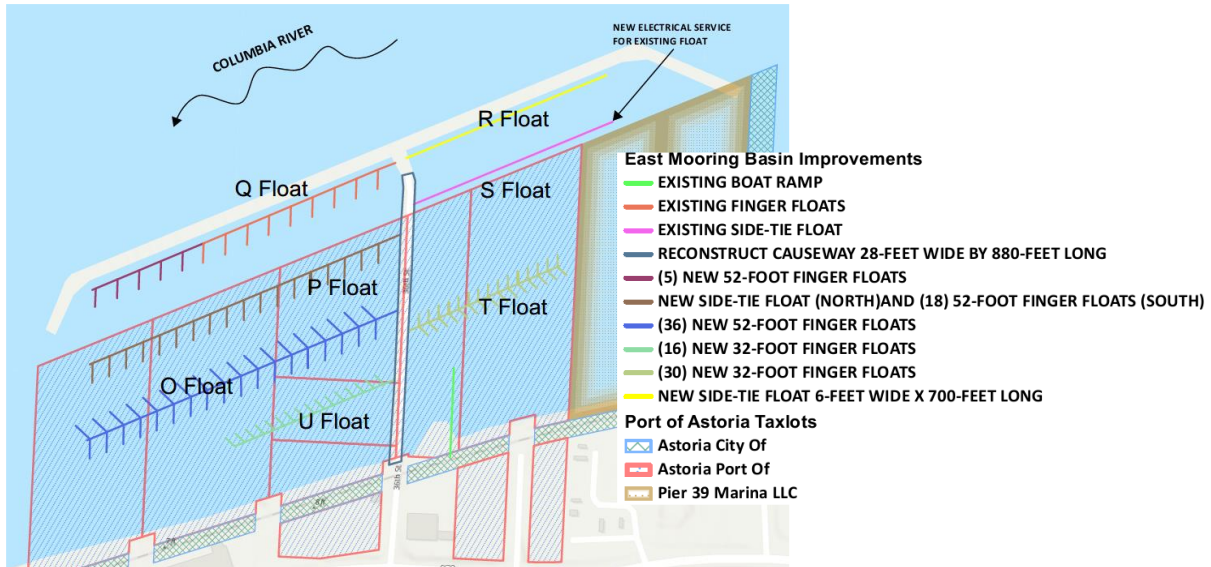 NEW ELECTRICAL SERVICE
FOR EXISTING FLOAT
COLUMBIA RIVER
R Float
Q Float
S Float
P Float
T Float
O Float
U Float
36th St
36th St
East Mooring Basin Improvements
EXISTING BOAT RAMP
EXISTING FINGER FLOATS
EXISTING SIDE-TIE FLOAT
RECONSTRUCT CAUSEWAY 28-FEET WIDE BY 880-FEET LONG
(5) NEW 52-FOOT FINGER FLOATS
NEW SIDE-TIE FLOAT (NORTH)AND (18) 52-FOOT FINGER FLOATS (SOUTH)
(36) NEW 52-FOOT FINGER FLOATS
(16) NEW 32-FOOT FINGER FLOATS
(30) NEW 32-FOOT FINGER FLOATS
NEW SIDE-TIE FLOAT 6-FEET WIDE X 700-FEET LONG
Port of Astoria Taxlots
Astoria City Of
Astoria Port Of
Pier 39 Marina LLC